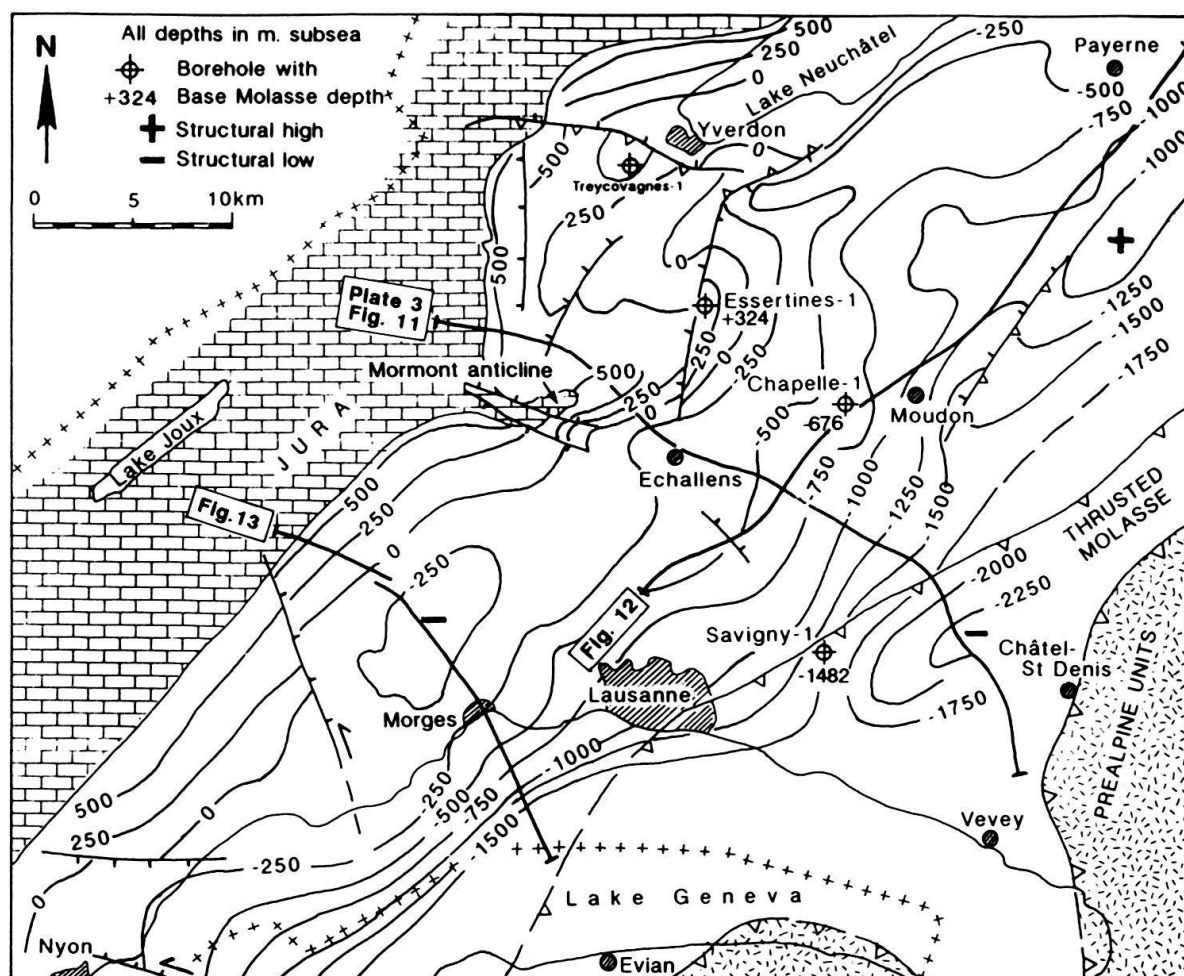 N
All depths in m. subsea
Borehole with
+324 Base Molasse depth
Structural high
Structural low
0 5 10km
Payerne
-500
-750
-1000
-1000
-250
500
250
0
-250
Lake Neuchâtel
Yverdon
0
Treycovagnes-1
500
250
500
0
Plate 3
Fig. 11
Essertines-1
+324
-250
0
-250
-1250
-1500
-1750
Mormont anticline
500
250
0
Chapelle-1
-676
-500
Moudon
Lake Joux
JURA
Echallens
-750
-1000
-1250
-1500
Fig. 13
500
250
0
-250
THRUSTED
MOLASSE
-2000
-2250
Fig. 12
Savigny-1
-1482
Châtel-
St Denis
-1750
Lausanne
Morges
-1000
PREALPINE UNITS
Vevey
500
250
0
0
-250
-250
-500
-750
-1500
Lake Geneva
Nyon
Evian